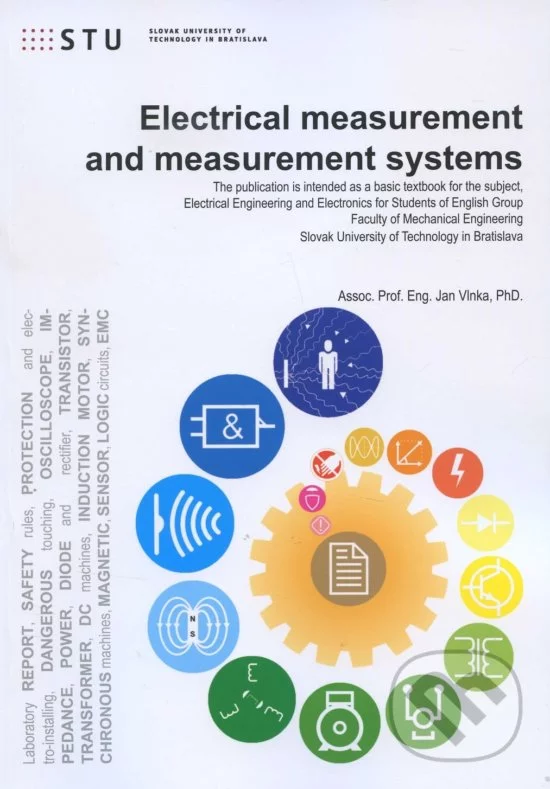 STU
SLOVAK UNIVERSITY OF
TECHNOLOGY IN BRATISLAVA
Electrical measurement
and measurement systems
The publication is intended as a basic textbook for the subject,
Electrical Engineering and Electronics for Students of English Group
Faculty of Mechanical Engineering
Slovak University of Technology in Bratislava
Assoc. Prof. Eng. Jan Vlnka, PhD.
Laboratory REPORT, SAFETY rules, PROTECTION and elec-
tro-installing, DANGEROUS touching, OSCILLOSCOPE, IM-
PEDANCE, POWER, DIODE and rectifier, TRANSISTOR,
TRANSFORMER, DC machines, INDUCTION MOTOR, SYN-
CHRONOUS machines, MAGNETIC, SENSOR, LOGIC circuits, EMC
&
N
S